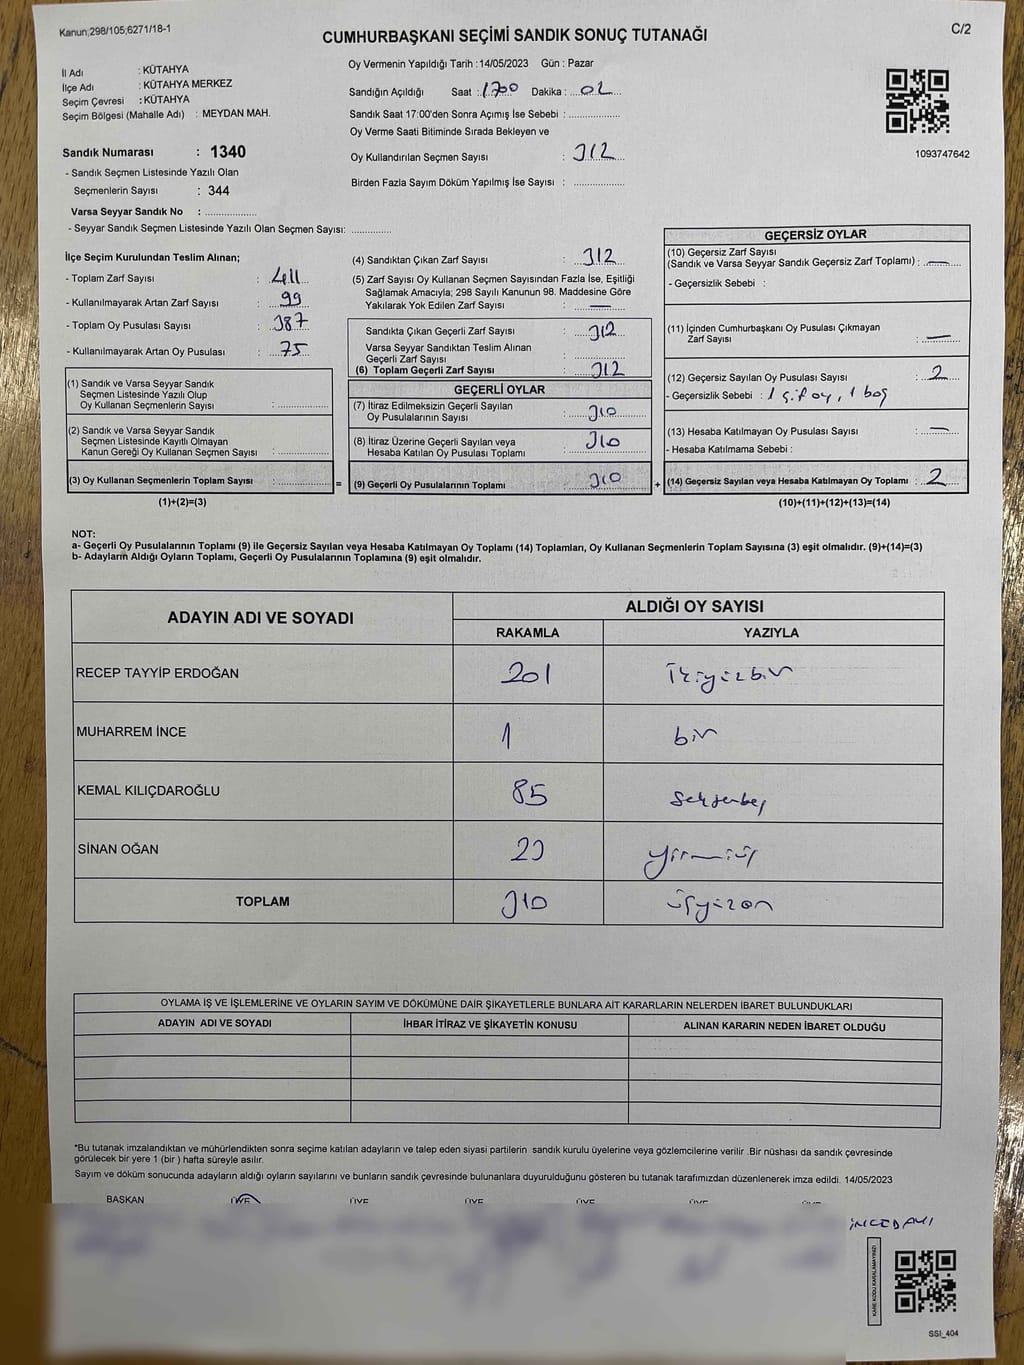 Kanun;298/105;6271/18-1
CUMHURBAŞKANI SEÇİMİ SANDIK SONUÇ TUTANAĞI
C/2
İl Adı : KÜTAHYA
İlçe Adı : KÜTAHYA MERKEZ
Seçim Çevresi : KÜTAHYA
Seçim Bölgesi (Mahalle Adı) : MEYDAN MAH.
Sandık Numarası : 1340
- Sandık Seçmen Listesinde Yazılı Olan
Seçmenlerin Sayısı : 344
Varsa Seyyar Sandık No : ..................
- Seyyar Sandık Seçmen Listesinde Yazılı Olan Seçmen Sayısı: .............
Oy Vermenin Yapıldığı Tarih : 14/05/2023 Gün : Pazar
Sandığın Açıldığı Saat : 1700 Dakika : 02
Sandık Saat 17:00'den Sonra Açımış İse Sebebi : ..................
Oy Verme Saati Bitiminde Sırada Bekleyen ve
Oy Kullandırılan Seçmen Sayısı : 312
Birden Fazla Sayım Döküm Yapılmış İse Sayısı : ..................
1093747642
İlçe Seçim Kurulundan Teslim Alınan;
- Toplam Zarf Sayısı : 411
- Kullanılmayarak Artan Zarf Sayısı : 99
- Toplam Oy Pusulası Sayısı : 387
- Kullanılmayarak Artan Oy Pusulası : 75
(1) Sandık ve Varsa Seyyar Sandık
Seçmen Listesinde Yazılı Olup
Oy Kullanan Seçmenlerin Sayısı : ..................
(2) Sandık ve Varsa Seyyar Sandık
Seçmen Listesinde Kayıtlı Olmayan
Kanun Gereği Oy Kullanan Seçmen Sayısı : ..................
(3) Oy Kullanan Seçmenlerin Toplam Sayısı : .................. =
(1)+(2)=(3)
(4) Sandıktan Çıkan Zarf Sayısı : 312
(5) Zarf Sayısı Oy Kullanan Seçmen Sayısından Fazla İse, Eşitliği
Sağlamak Amacıyla; 298 Sayılı Kanunun 98. Maddesine Göre
Yakılarak Yok Edilen Zarf Sayısı : —
Sandıkta Çıkan Geçerli Zarf Sayısı : 312
Varsa Seyyar Sandıktan Teslim Alınan
Geçerli Zarf Sayısı : ..................
(6) Toplam Geçerli Zarf Sayısı : 312
GEÇERLİ OYLAR
(7) İtiraz Edilmeksizin Geçerli Sayılan
Oy Pusulalarının Sayısı : 310
(8) İtiraz Üzerine Geçerli Sayılan veya
Hesaba Katılan Oy Pusulası Toplamı : 310
(9) Geçerli Oy Pusulalarının Toplamı : 310 +
GEÇERSİZ OYLAR
(10) Geçersiz Zarf Sayısı
(Sandık ve Varsa Seyyar Sandık Geçersiz Zarf Toplamı) : —
- Geçersizlik Sebebi :
(11) İçinden Cumhurbaşkanı Oy Pusulası Çıkmayan
Zarf Sayısı : —
(12) Geçersiz Sayılan Oy Pusulası Sayısı : 2
- Geçersizlik Sebebi : 1 çift oy, 1 boş
(13) Hesaba Katılmayan Oy Pusulası Sayısı : —
- Hesaba Katılmama Sebebi :
(14) Geçersiz Sayılan veya Hesaba Katılmayan Oy Toplamı : 2
(10)+(11)+(12)+(13)=(14)
NOT:
a- Geçerli Oy Pusulalarının Toplamı (9) ile Geçersiz Sayılan veya Hesaba Katılmayan Oy Toplamı (14) Toplamları, Oy Kullanan Seçmenlerin Toplam Sayısına (3) eşit olmalıdır. (9)+(14)=(3)
b- Adayların Aldığı Oyların Toplamı, Geçerli Oy Pusulalarının Toplamına (9) eşit olmalıdır.
ADAYIN ADI VE SOYADI ALDIĞI OY SAYISI
RAKAMLA YAZIYLA
RECEP TAYYİP ERDOĞAN 201 ikiyüzbir
MUHARREM İNCE 1 bir
KEMAL KILIÇDAROĞLU 85 seksenbeş
SİNAN OĞAN 23 yirmiüç
TOPLAM 310 üçyüzon
OYLAMA İŞ VE İŞLEMLERİNE VE OYLARIN SAYIM VE DÖKÜMÜNE DAİR ŞİKAYETLERLE BUNLARA AİT KARARLARIN NELERDEN İBARET BULUNDUKLARI
ADAYIN ADI VE SOYADI İHBAR İTİRAZ VE ŞİKAYETİN KONUSU ALINAN KARARIN NEDEN İBARET OLDUĞU
*Bu tutanak imzalandıktan ve mühürlendikten sonra seçime katılan adayların ve talep eden siyasi partilerin sandık kurulu üyelerine veya gözlemcilerine verilir .Bir nüshası da sandık çevresinde
görülecek bir yere 1 (bir ) hafta süreyle asılır.
Sayım ve döküm sonucunda adayların aldığı oyların sayılarını ve bunların sandık çevresinde bulunanlara duyurulduğunu gösteren bu tutanak tarafımızdan düzenlenerek imza edildi. 14/05/2023
BAŞKAN ÜYE ÜYE ÜYE ÜYE ÜYE ÜYE
KARE KODU KARALAMAYINIZ!
SSI_404